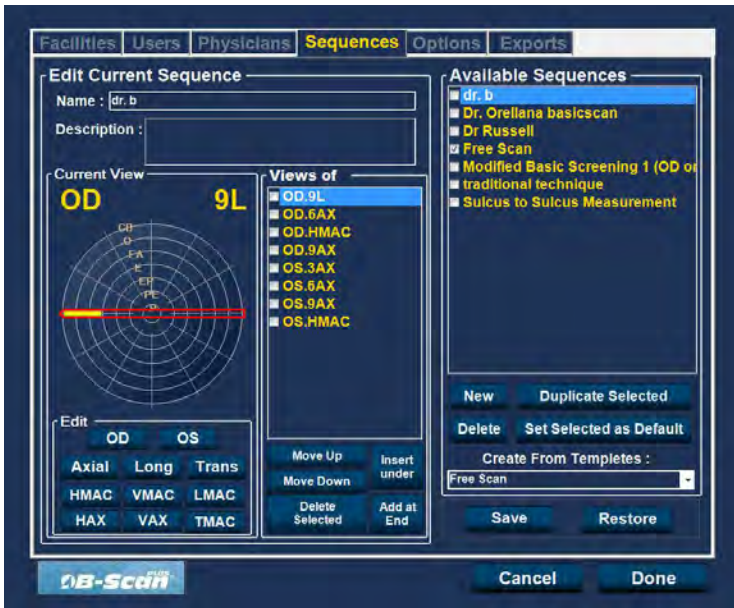 Facilities Users Physicians Sequences Options Exports
Edit Current Sequence
Name : dr. b
Description :
Current View
OD 9L
CB
O
EA
E
EP
PE
P
Edit
OD OS
Axial Long Trans
HMAC VMAC LMAC
HAX VAX TMAC
Views of
OD.9L
OD.6AX
OD.HMAC
OD.9AX
OS.3AX
OS.6AX
OS.9AX
OS.HMAC
Move Up
Move Down
Delete Selected
Insert under
Add at End
Available Sequences
dr. b
Dr. Orellana basicscan
Dr Russell
Free Scan
Modified Basic Screening 1 (OD or
traditional technique
Sulcus to Sulcus Measurement
New Duplicate Selected
Delete Set Selected as Default
Create From Templetes :
Free Scan
Save Restore
B-Scan PLUS
Cancel Done